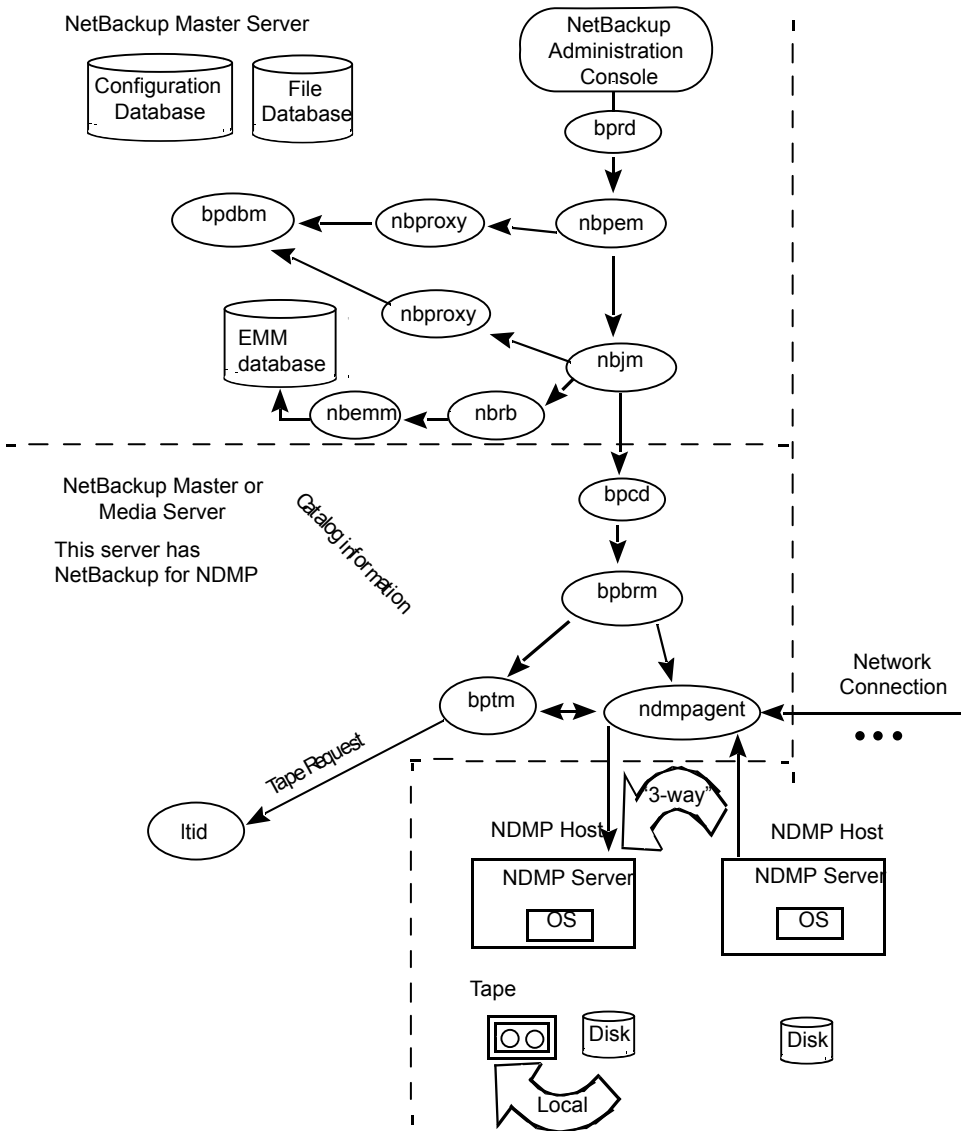 NetBackup Master Server
NetBackup
Administration
Console
Configuration
Database
File
Database
bprd
bpdbm
nbproxy
nbpem
nbproxy
EMM
database
nbjm
nbemm
nbrb
NetBackup Master or
Media Server
This server has
NetBackup for NDMP
Catalog information
bpcd
bpbrm
Network
Connection
bptm
ndmpagent
Tape Request
ltid
“3-way”
NDMP Host
NDMP Host
NDMP Server
OS
NDMP Server
OS
Tape
Disk
Disk
Local